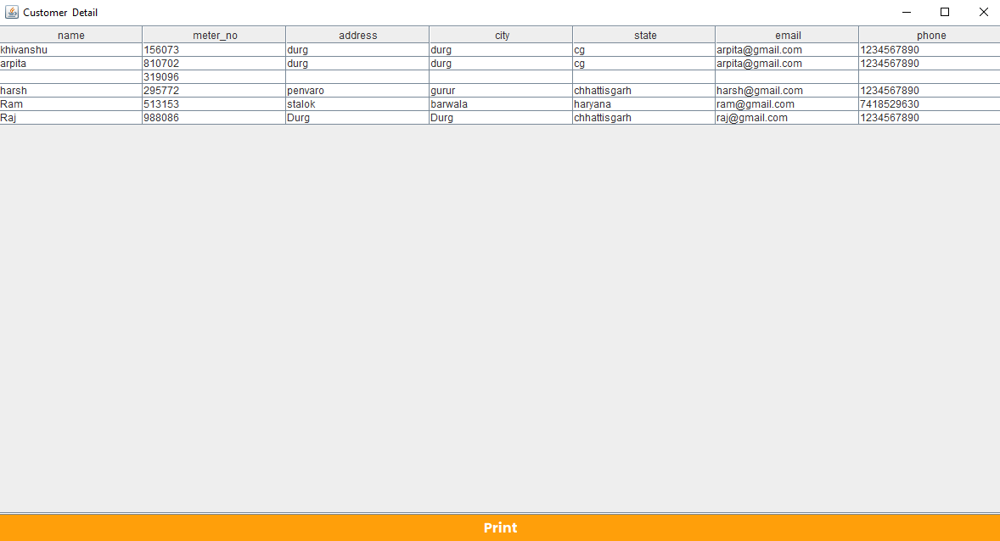 Customer Detail
name meter_no address city state email phone
khivanshu 156073 durg durg cg arpita@gmail.com 1234567890
arpita 810702 durg durg cg arpita@gmail.com 1234567890
319096
harsh 295772 penvaro gurur chhattisgarh harsh@gmail.com 1234567890
Ram 513153 stalok barwala haryana ram@gmail.com 7418529630
Raj 988086 Durg Durg chhattisgarh raj@gmail.com 1234567890
Print